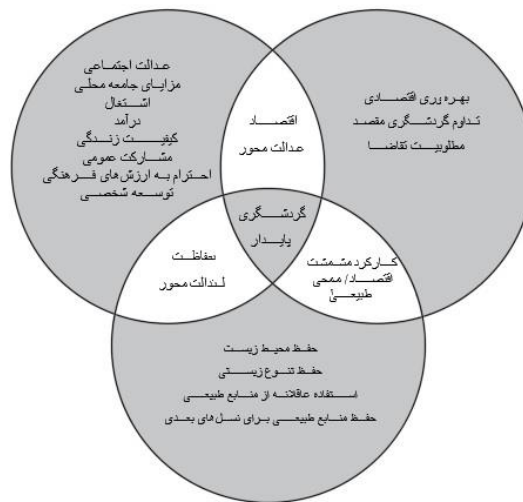 عدالت اجتماعی
مزایای جامعه محلی
اشتغال
درآمد
کیفیت زندگی
مشارکت عمومی
احترام به ارزش‌های فرهنگی
توسعه شخصی
اقتصاد
عدالت محور
بهره وری اقتصادی
تداوم گردشگری مقصد
مطلوبیت تقاضا
گردشگری
پایدار
حفاظت
محور
کارکرد
اقتصاد/
طبیعی
حفظ محیط زیست
حفظ تنوع زیستی
استفاده عاقلانه از منابع طبیعی
حفظ منابع طبیعی برای نسل‌های بعدی